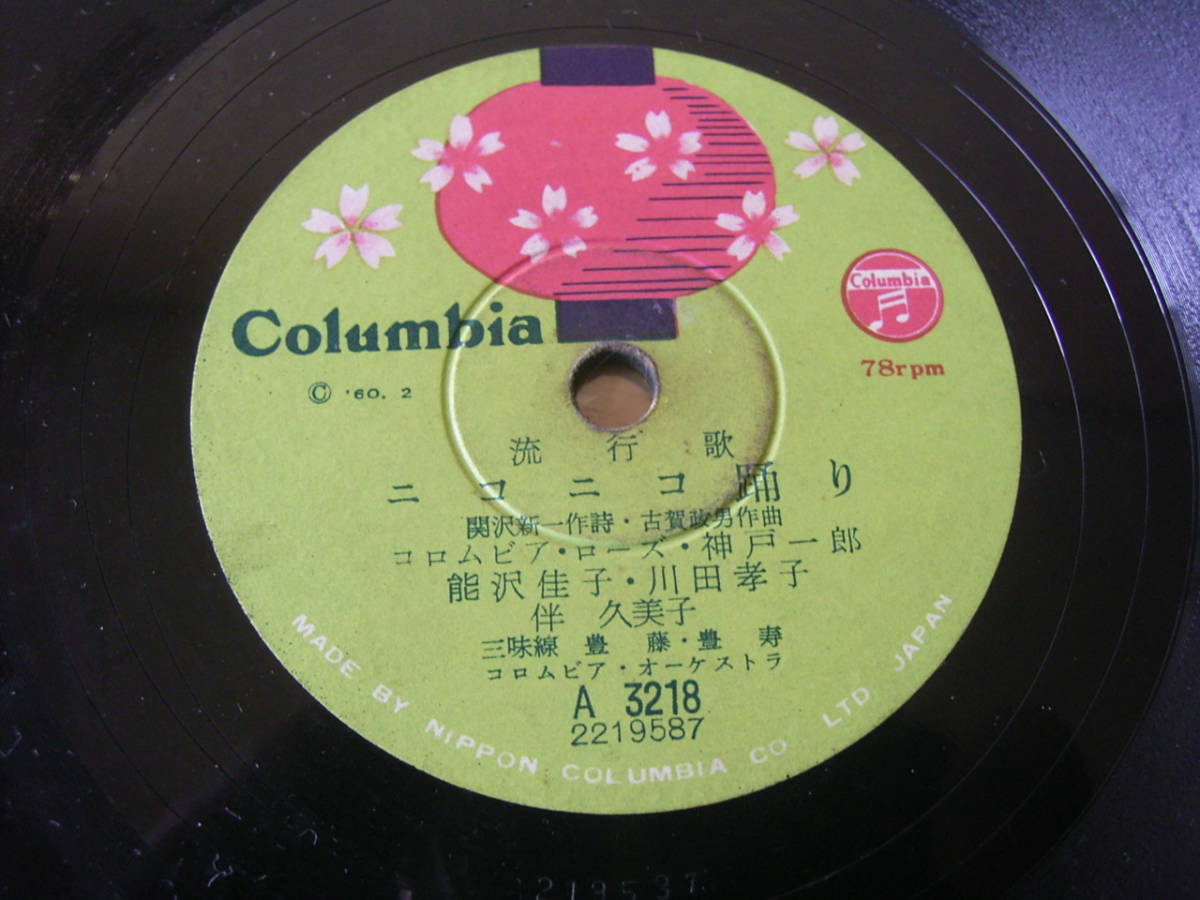 Columbia
Columbia
78rpm
© '60. 2
流行歌
ニコニコ踊り
関沢新一作詩・古賀政男作曲
コロムビア・ローズ・神戸一郎
能沢佳子・川田孝子
伴久美子
三味線 豊藤・豊寿
コロムビア・オーケストラ
A 3218
2219587
MADE BY NIPPON COLUMBIA CO LTD JAPAN